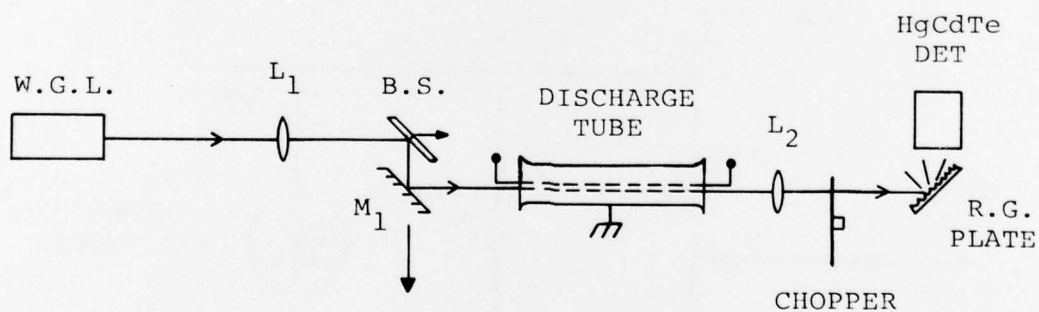 W.G.L.
L1
B.S.
M1
DISCHARGE
TUBE
L2
CHOPPER
HgCdTe
DET
R.G.
PLATE